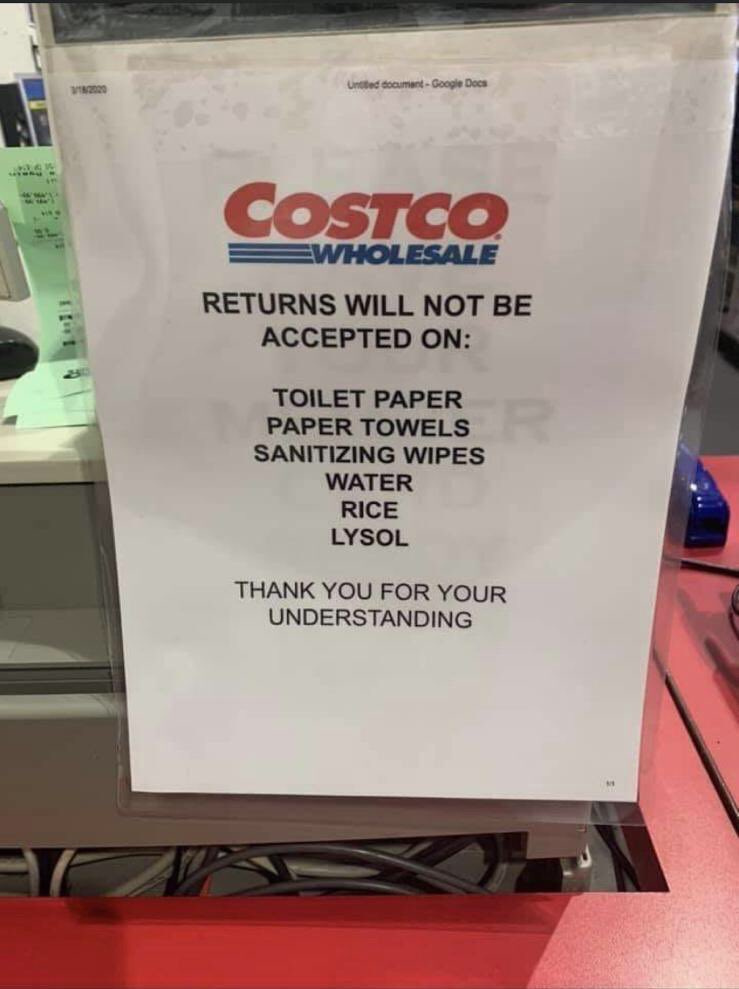 3/18/2020 Untitled document - Google Docs
COSTCO
WHOLESALE
RETURNS WILL NOT BE
ACCEPTED ON:
TOILET PAPER
PAPER TOWELS
SANITIZING WIPES
WATER
RICE
LYSOL
THANK YOU FOR YOUR
UNDERSTANDING
1/1